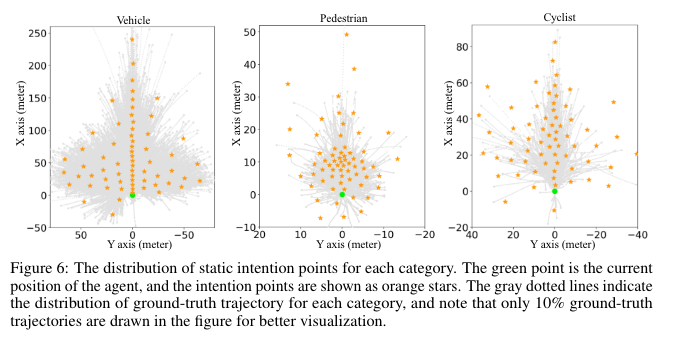 Vehicle Pedestrian Cyclist
250
200
150
100
50
0
−50
X axis (meter)
50 0 −50
Y axis (meter)
50
40
30
20
10
0
−10
X axis (meter)
20 10 0 −10 −20
Y axis (meter)
80
60
40
20
0
−20
X axis (meter)
40 20 0 −20 −40
Y axis (meter)
Figure 6: The distribution of static intention points for each category. The green point is the current
position of the agent, and the intention points are shown as orange stars. The gray dotted lines indicate
the distribution of ground-truth trajectory for each category, and note that only 10% ground-truth
trajectories are drawn in the figure for better visualization.